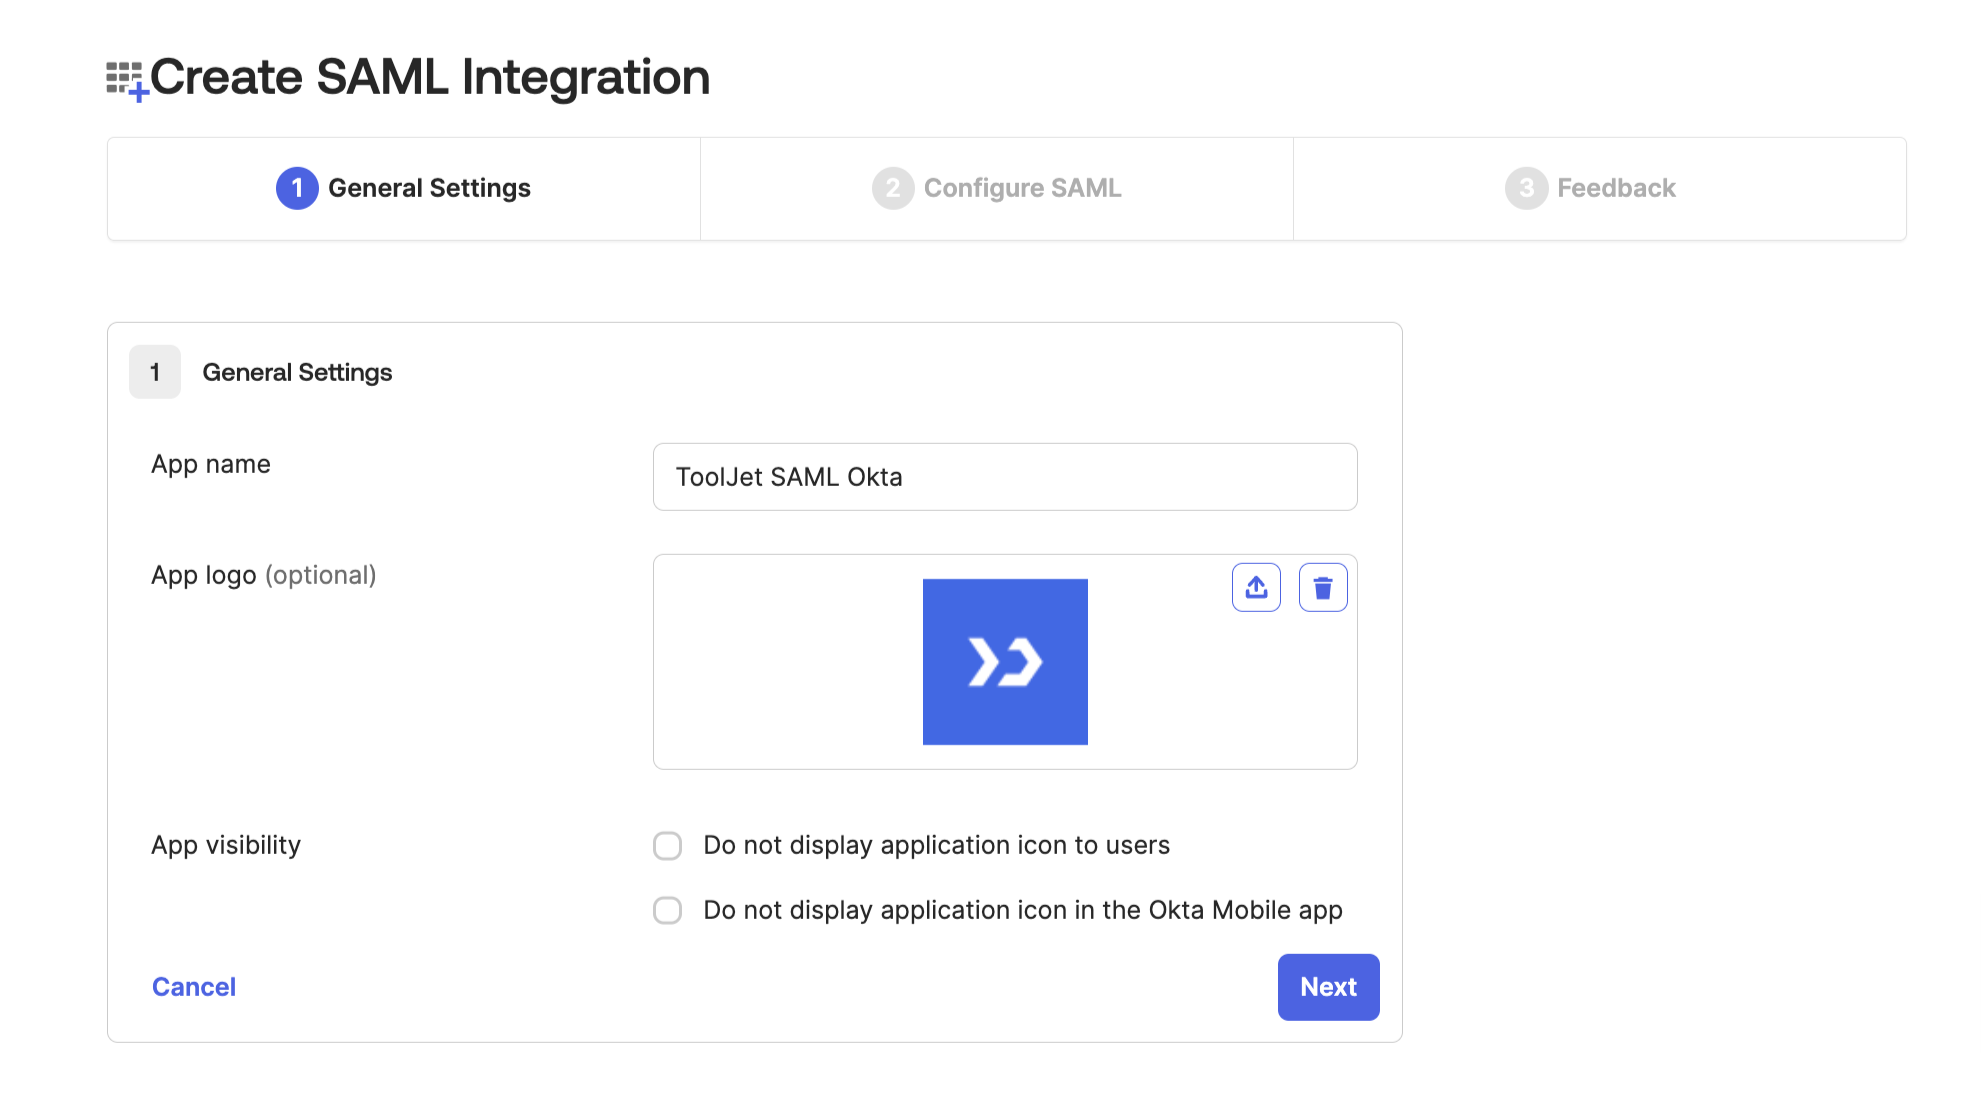 Create SAML Integration
1 General Settings
2 Configure SAML
3 Feedback
1 General Settings
App name
ToolJet SAML Okta
App logo (optional)
App visibility
Do not display application icon to users
Do not display application icon in the Okta Mobile app
Cancel
Next